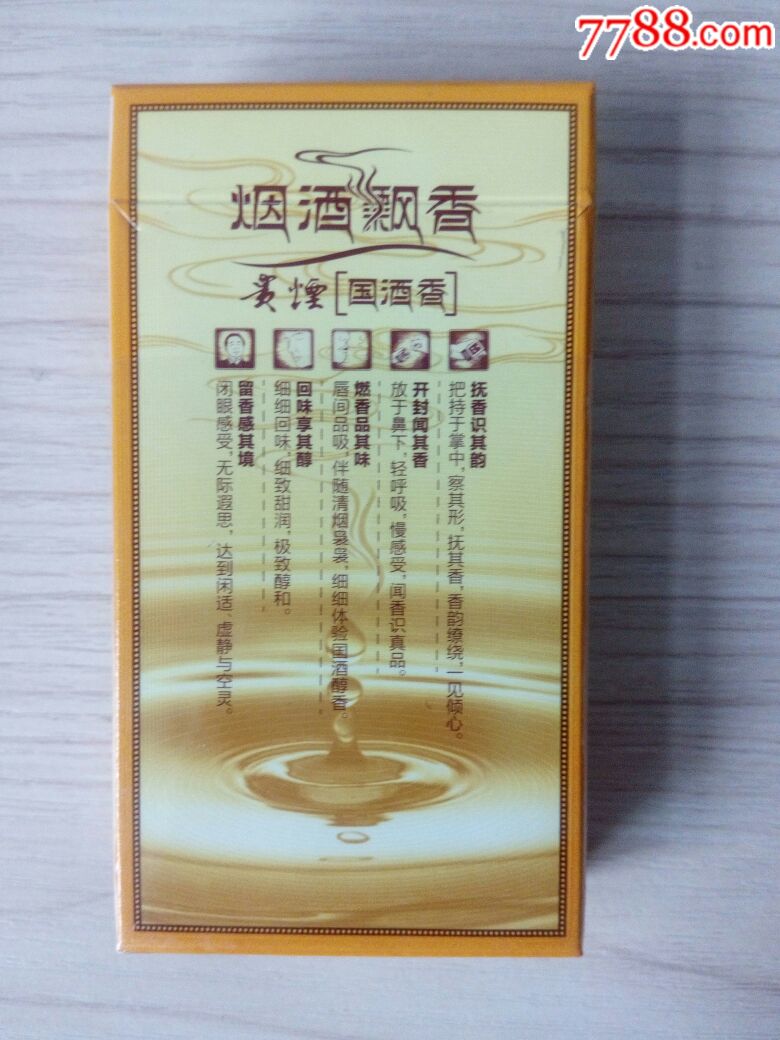 7788.com
烟酒飘香
贵煙[国酒香]
抚香识其韵
把持于掌中，察其形，抚其香，香韵缭绕，一见倾心。
开封闻其香
放于鼻下，轻呼吸，慢感受，闻香识真品。
燃香品其味
唇间品吸，伴随清烟袅袅，细细体验国酒醇香。
回味享其醇
细细回味，细致甜润，极致醇和。
留香感其境
闭眼感受，无际遐思，达到闲适、虚静与空灵。